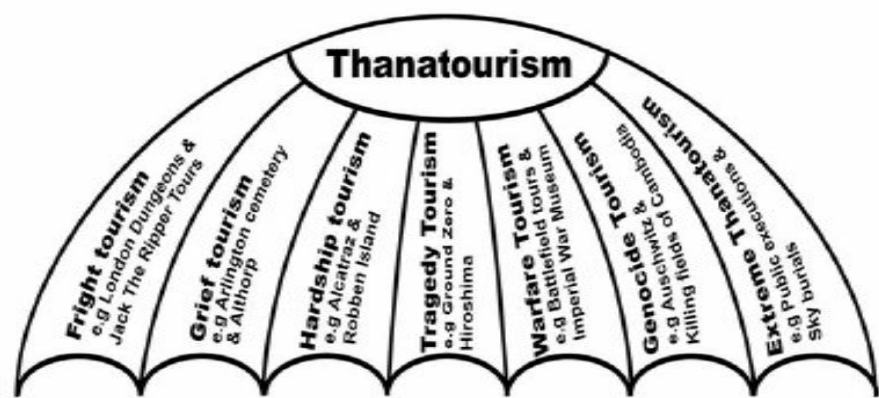 Thanatourism
Fright tourism
e.g London Dungeons &
Jack The Ripper Tours
Grief tourism
e.g Arlington cemetery
& Althorp
Hardship tourism
e.g Alcatraz &
Robben Island
Tragedy Tourism
e.g Ground Zero &
Hiroshima
Warfare Tourism
e.g Battlefield tours &
Imperial War Museum
Genocide Tourism
e.g Auschwitz &
Killing fields of Cambodia
Extreme Thanatourism
e.g Public executions &
Sky burials